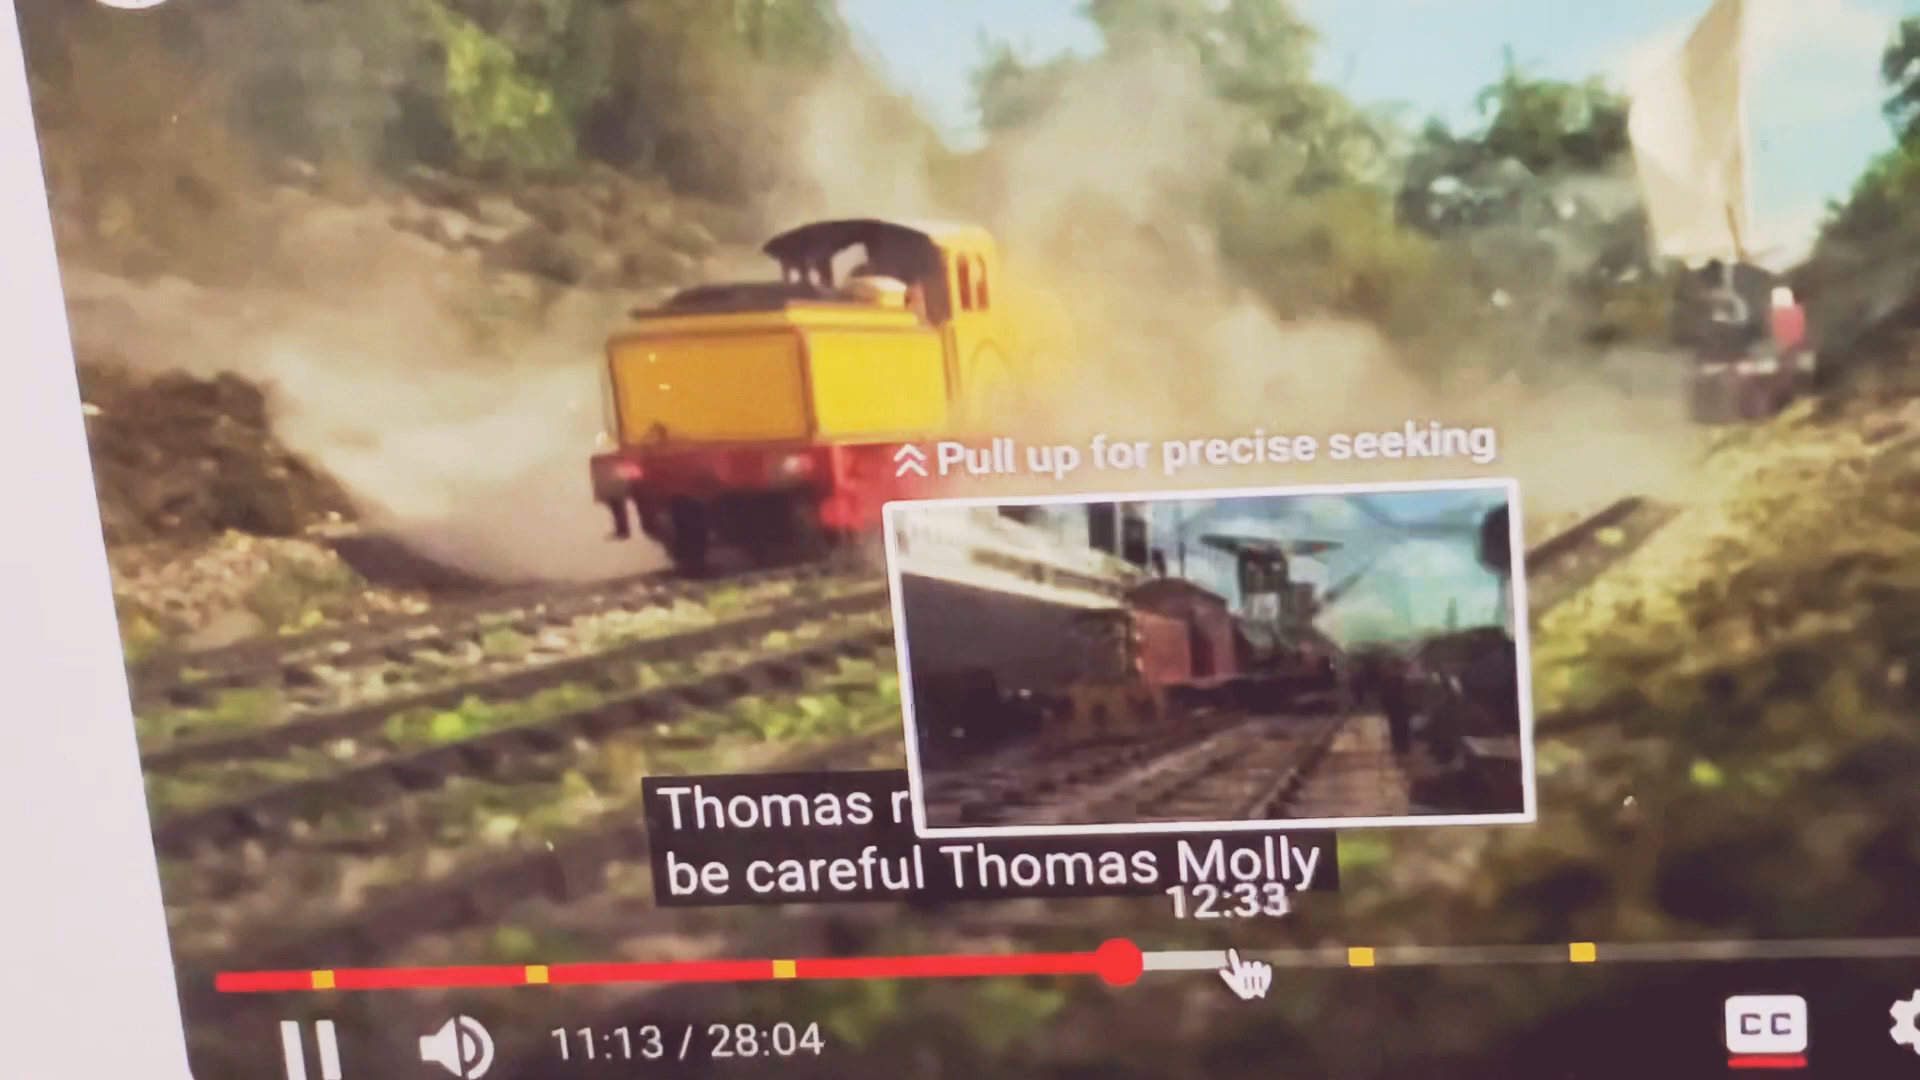 Pull up for precise seeking
Thomas r
be careful Thomas Molly
12:33
11:13 / 28:04
CC